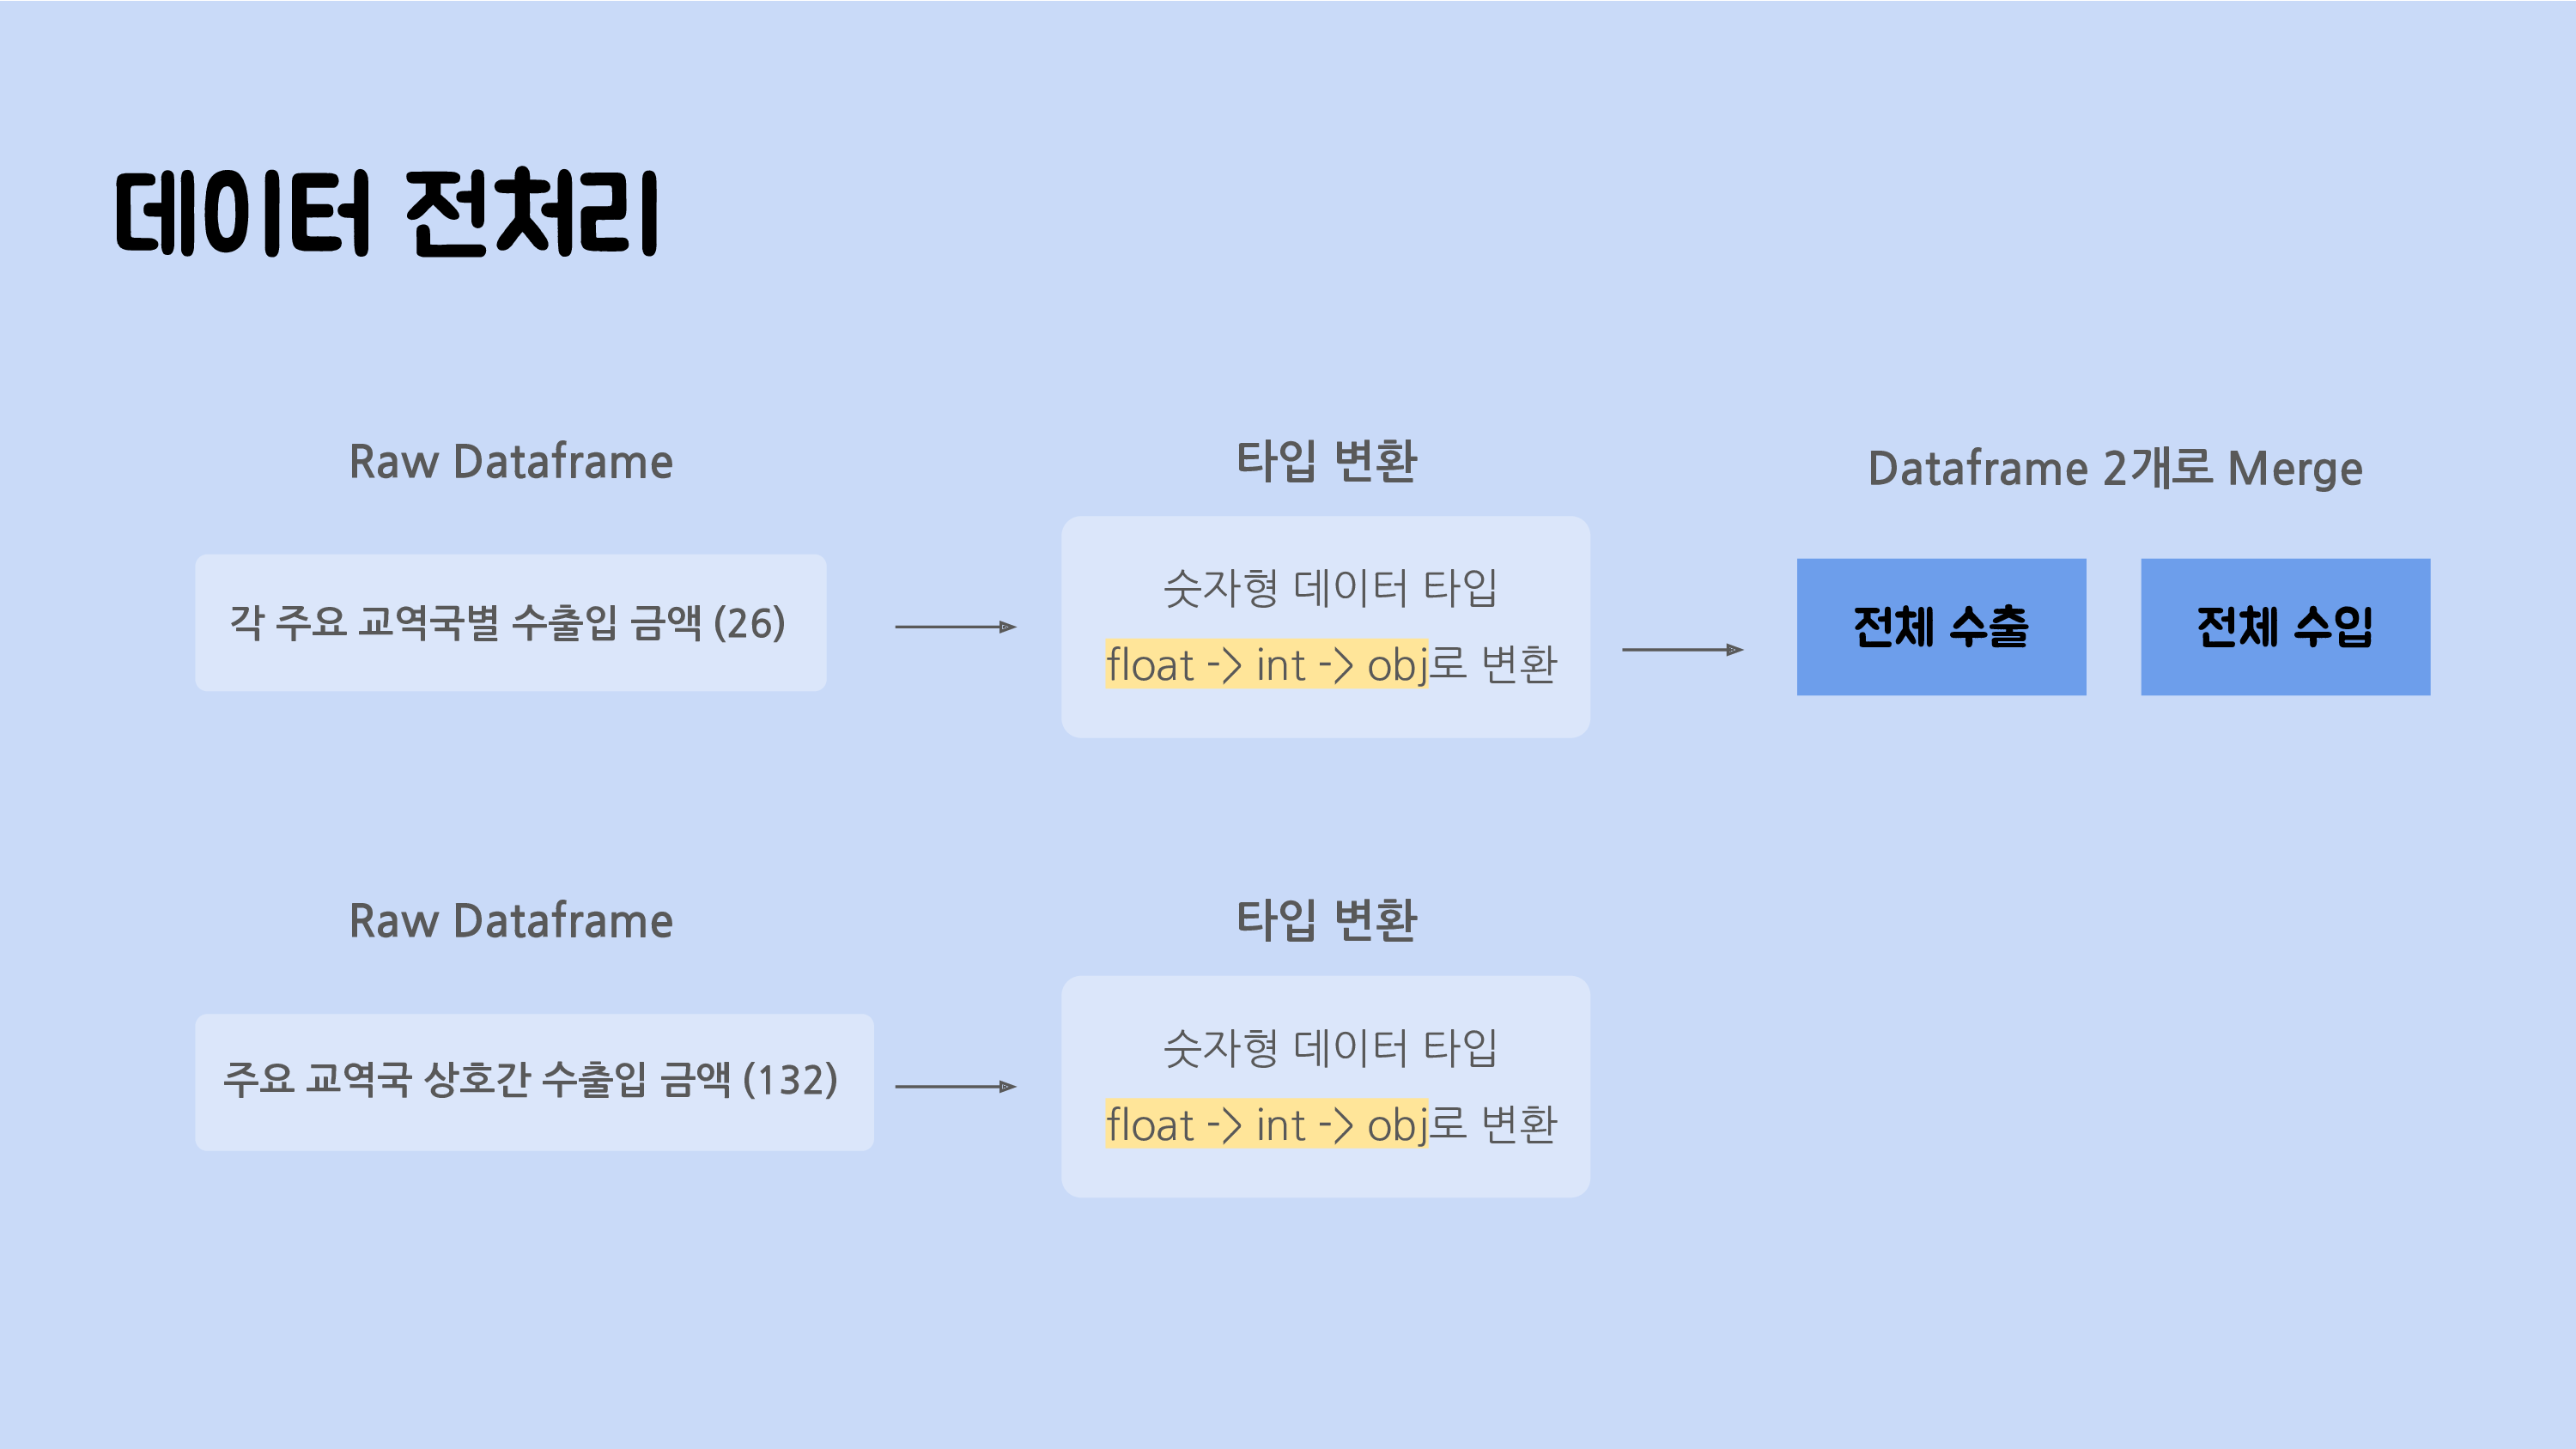 데이터 전처리
Raw Dataframe
타입 변환
Dataframe 2개로 Merge
각 주요 교역국별 수출입 금액 (26)
숫자형 데이터 타입
float -> int -> obj로 변환
전체 수출
전체 수입
Raw Dataframe
타입 변환
주요 교역국 상호간 수출입 금액 (132)
숫자형 데이터 타입
float -> int -> obj로 변환